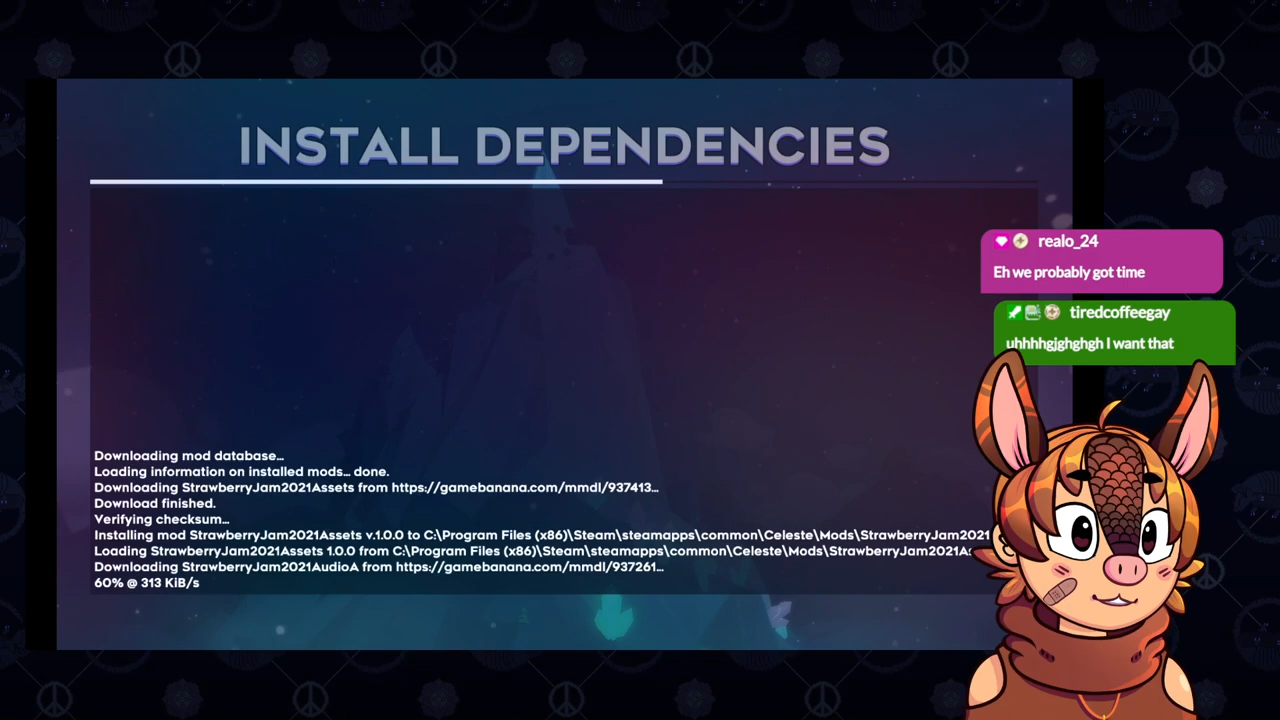 INSTALL DEPENDENCIES
realo_24
Eh we probably got time
tiredcoffeegay
uhhhhgjghghgh I want that
Downloading mod database...
Loading information on installed mods... done.
Downloading StrawberryJam2021Assets from https://gamebanana.com/mmdl/937413...
Download finished.
Verifying checksum...
Installing mod StrawberryJam2021Assets v.1.0.0 to C:\Program Files (x86)\Steam\steamapps\common\Celeste\Mods\StrawberryJam2021
Loading StrawberryJam2021Assets 1.0.0 from C:\Program Files (x86)\Steam\steamapps\common\Celeste\Mods\StrawberryJam2021As
Downloading StrawberryJam2021AudioA from https://gamebanana.com/mmdl/937261...
60% @ 313 KiB/s